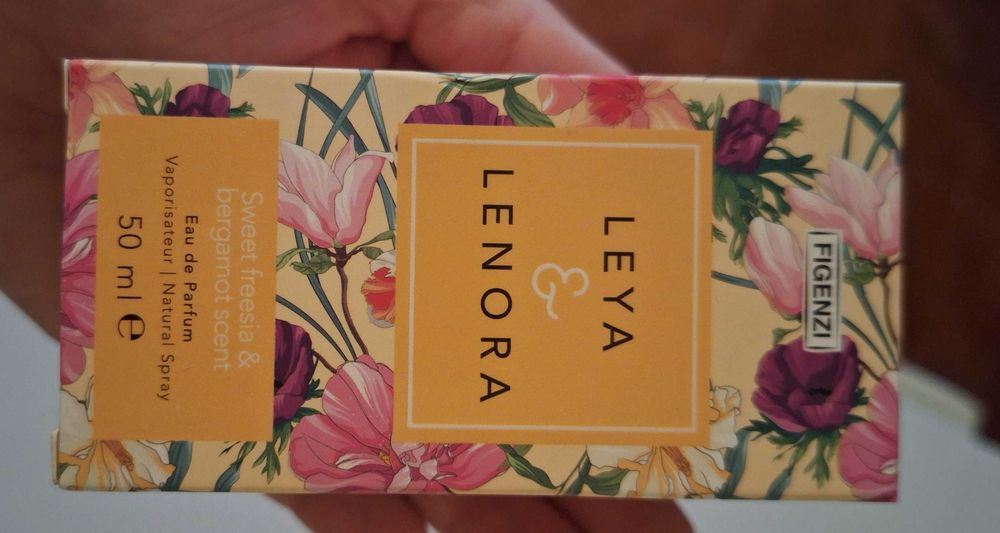 FIGENZI
LEYA
&
LENORA
Sweet freesia &
bergamot scent
Eau de Parfum
Vaporisateur | Natural Spray
50 ml ℮